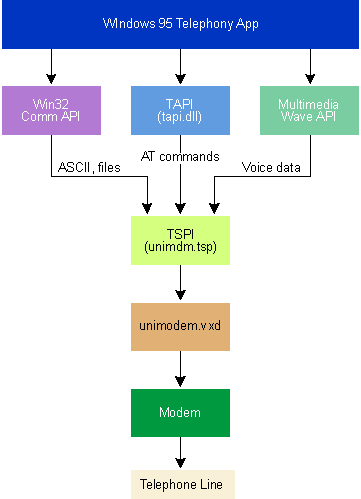 WIndows 95 Telephony App
Win32
Comm API
TAPI
(tapi.dll)
Multimedia
Wave API
ASCII, files
AT commands
Voice data
TSPI
(unimdm.tsp)
unimodem.vxd
Modem
Telephone Line